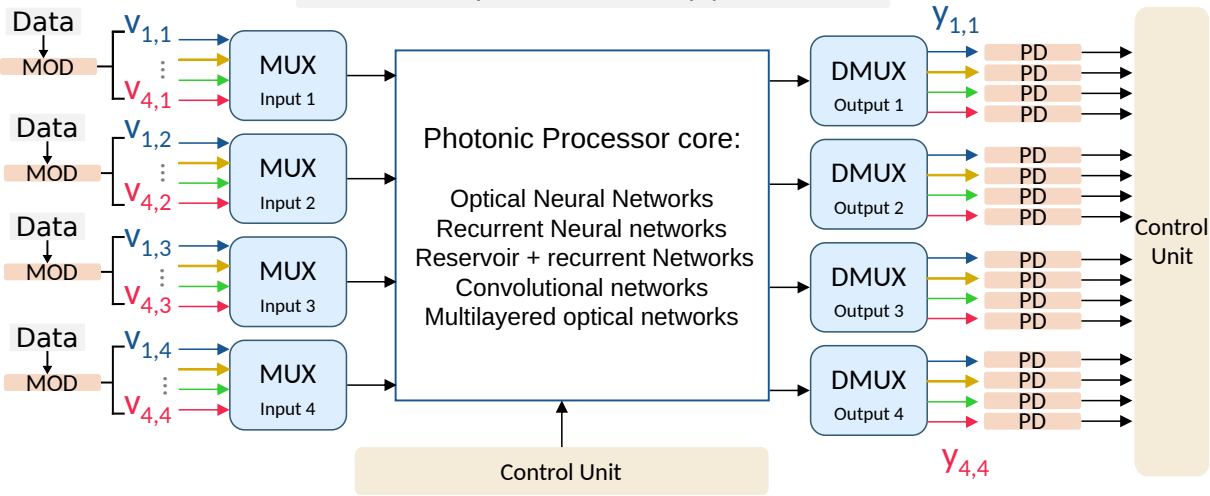 Data
MOD
v1,1
⋮
v4,1
MUX
Input 1
Data
MOD
v1,2
⋮
v4,2
MUX
Input 2
Data
MOD
v1,3
⋮
v4,3
MUX
Input 3
Data
MOD
v1,4
⋮
v4,4
MUX
Input 4
Photonic Processor core:
Optical Neural Networks
Recurrent Neural networks
Reservoir + recurrent Networks
Convolutional networks
Multilayered optical networks
Control Unit
y1,1
DMUX
Output 1
PD
PD
PD
PD
DMUX
Output 2
PD
PD
PD
PD
DMUX
Output 3
PD
PD
PD
PD
DMUX
Output 4
PD
PD
PD
PD
y4,4
Control
Unit